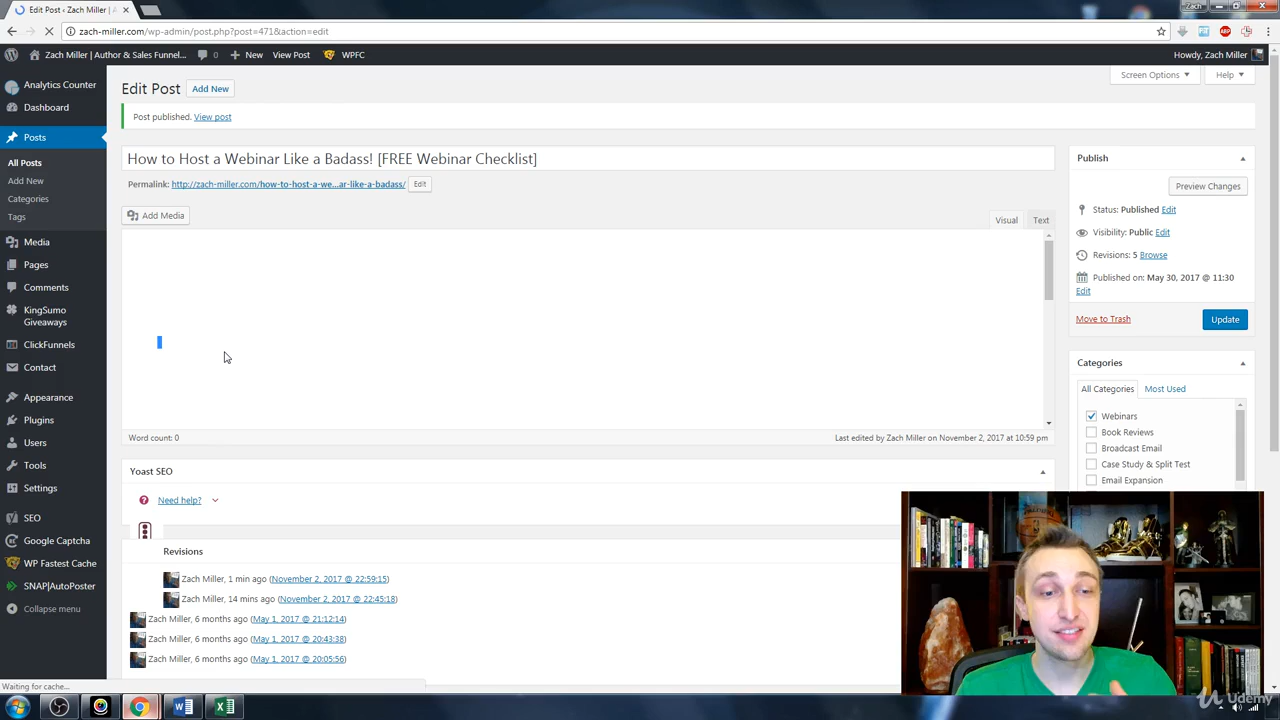 Edit Post ‹ Zach Miller |
Zach
zach-miller.com/wp-admin/post.php?post=471&action=edit
Zach Miller | Author & Sales Funnel...
0
New
View Post
WPFC
Howdy, Zach Miller
Analytics Counter
Dashboard
Posts
All Posts
Add New
Categories
Tags
Media
Pages
Comments
KingSumo
Giveaways
ClickFunnels
Contact
Appearance
Plugins
Users
Tools
Settings
SEO
Google Captcha
WP Fastest Cache
SNAP|AutoPoster
Collapse menu
Waiting for cache...
Edit Post
Add New
Screen Options
Help
Post published. View post
How to Host a Webinar Like a Badass! [FREE Webinar Checklist]
Permalink: http://zach-miller.com/how-to-host-a-we...ar-like-a-badass/ Edit
Add Media
Visual
Text
Word count: 0
Last edited by Zach Miller on November 2, 2017 at 10:59 pm
Yoast SEO
Need help?
Revisions
Zach Miller, 1 min ago (November 2, 2017 @ 22:59:15)
Zach Miller, 14 mins ago (November 2, 2017 @ 22:45:18)
Zach Miller, 6 months ago (May 1, 2017 @ 21:12:14)
Zach Miller, 6 months ago (May 1, 2017 @ 20:43:38)
Zach Miller, 6 months ago (May 1, 2017 @ 20:05:56)
Publish
Preview Changes
Status: Published Edit
Visibility: Public Edit
Revisions: 5 Browse
Published on: May 30, 2017 @ 11:30
Edit
Move to Trash
Update
Categories
All Categories
Most Used
Webinars
Book Reviews
Broadcast Email
Case Study & Split Test
Email Expansion
Udemy